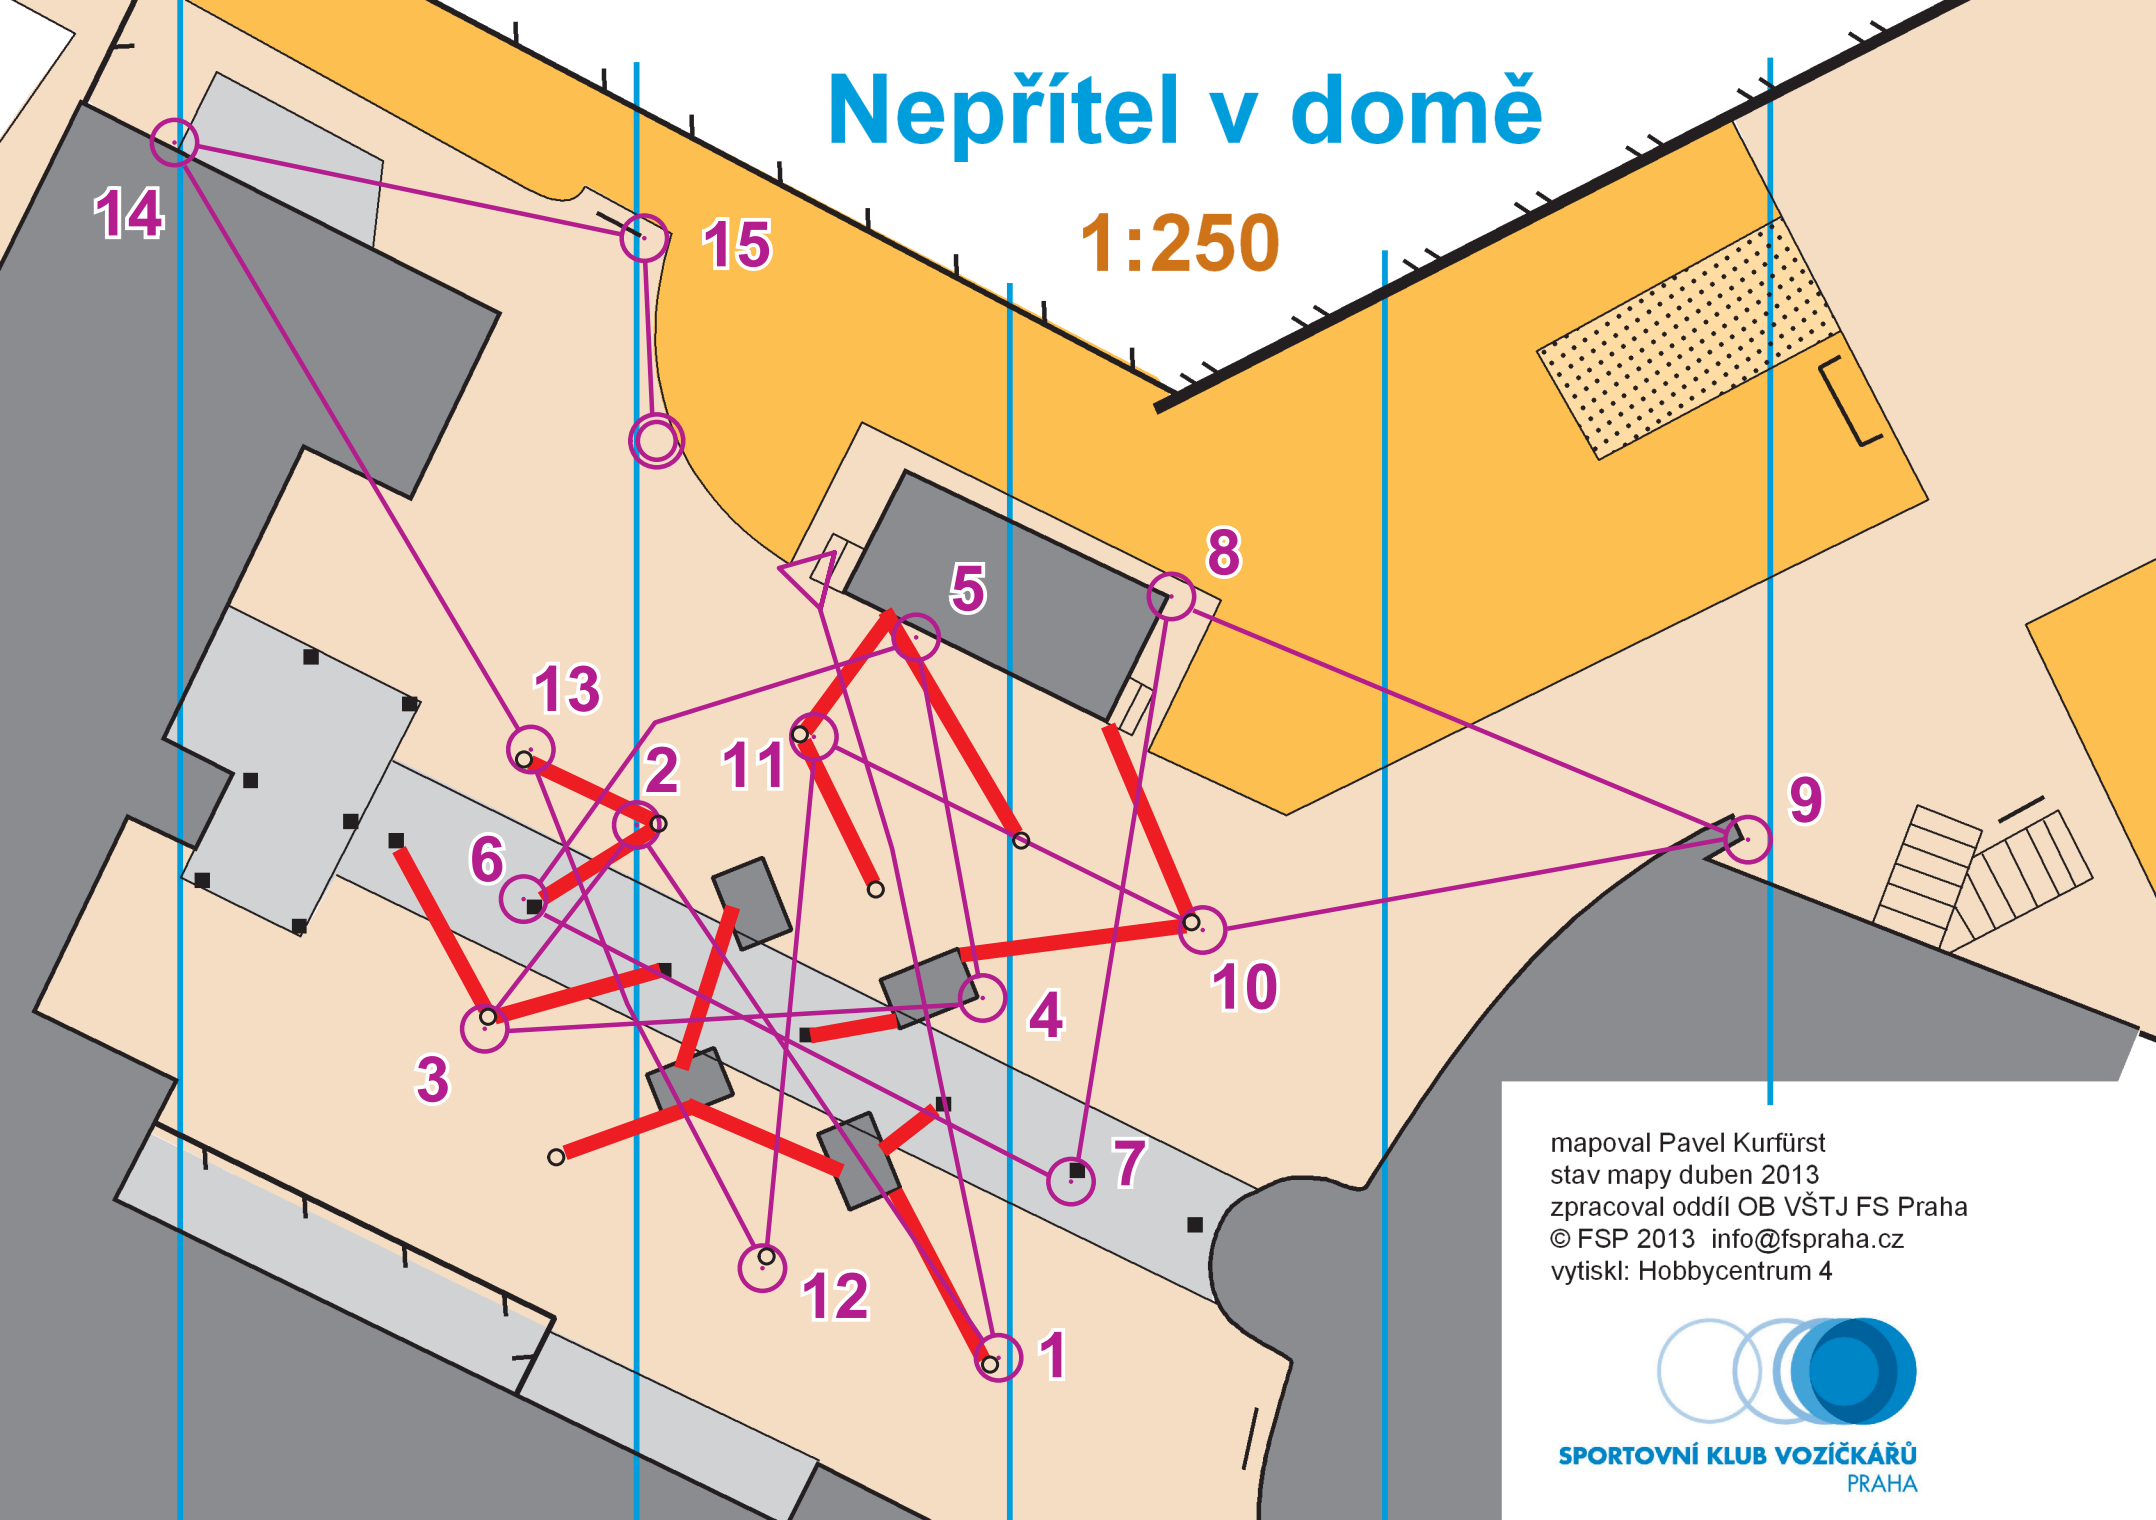 Nepřítel v domě
1:250
14
15
5
8
13
2
11
9
6
10
4
3
7
12
1
mapoval Pavel Kurfürst
stav mapy duben 2013
zpracoval oddíl OB VŠTJ FS Praha
© FSP 2013 info@fspraha.cz
vytiskl: Hobbycentrum 4
SPORTOVNÍ KLUB VOZÍČKÁŘŮ
PRAHA